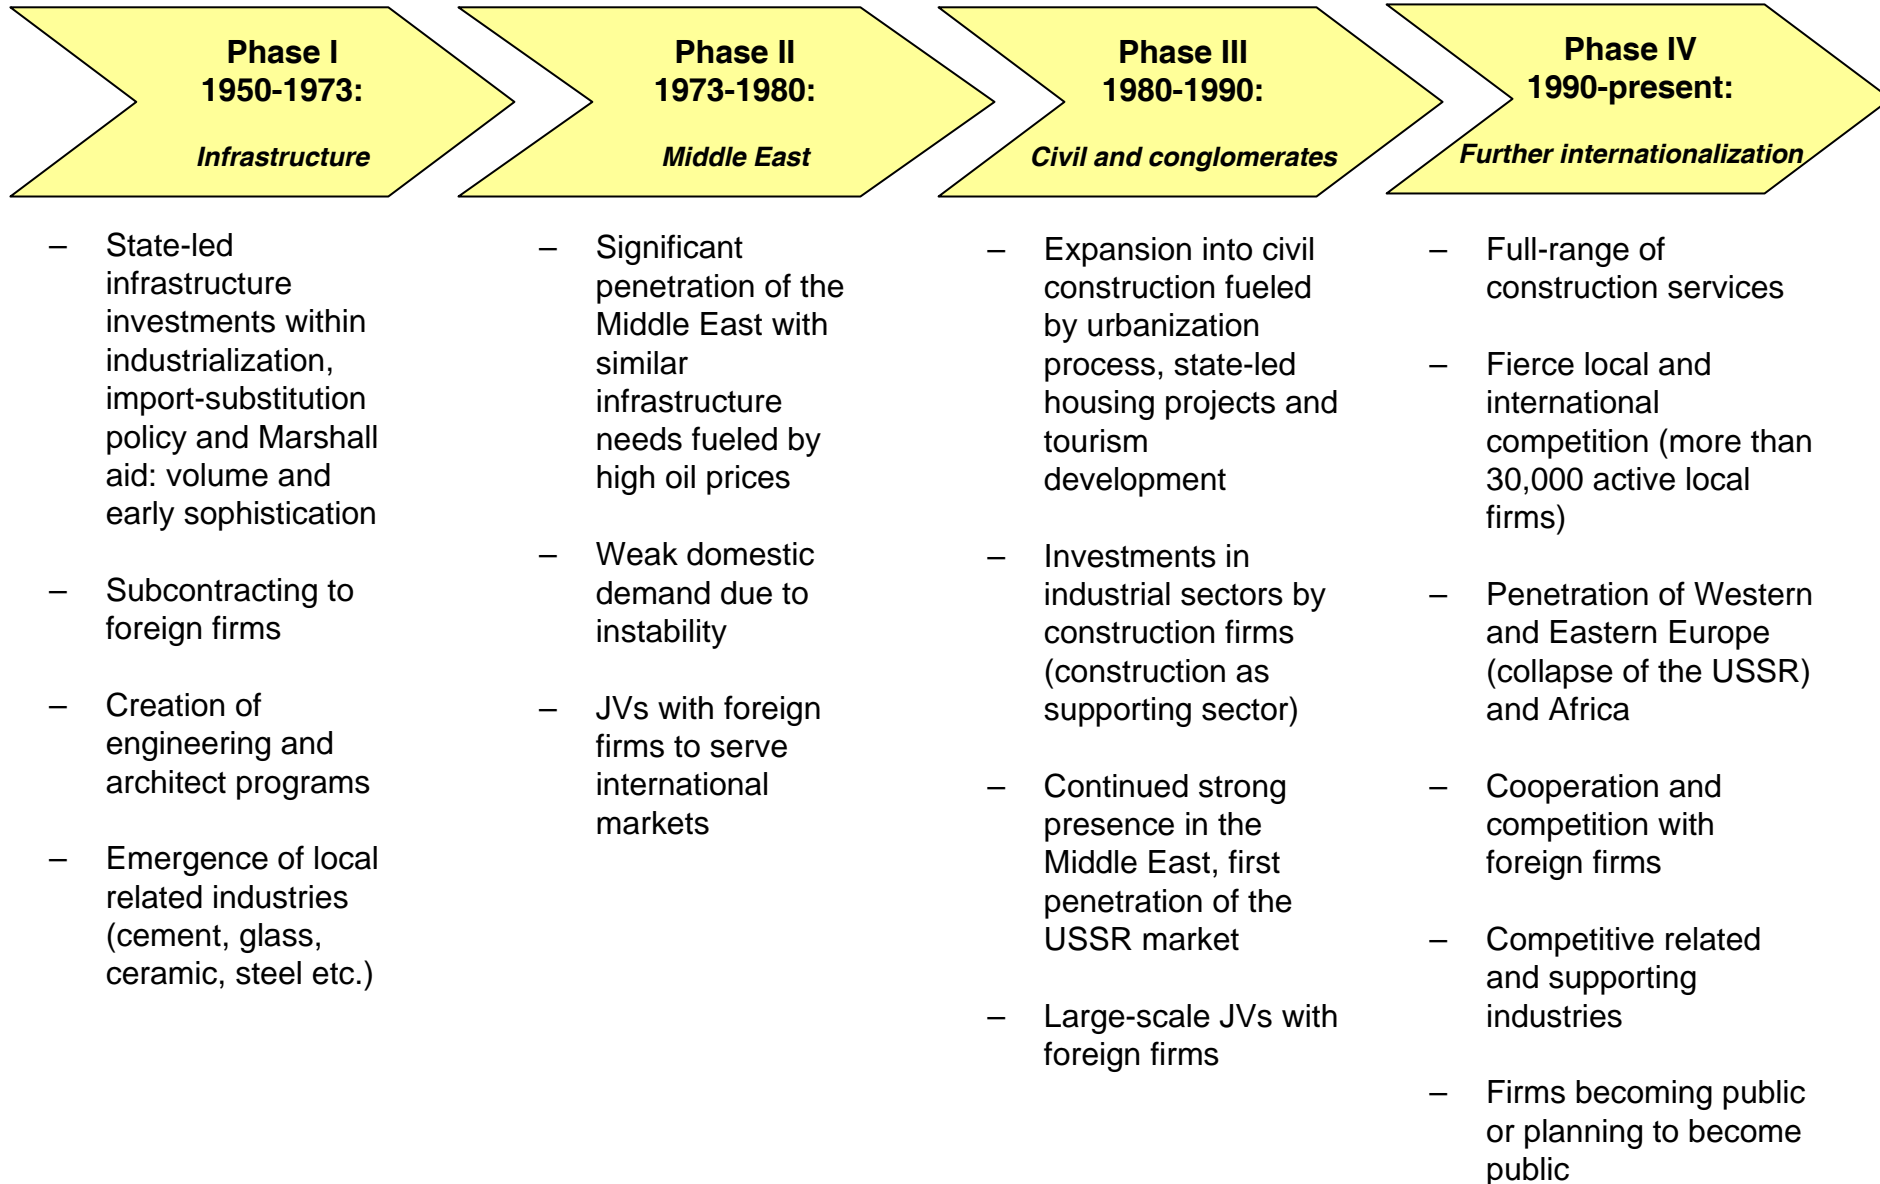 Phase I
1950-1973:
Infrastructure
– State-led
infrastructure
investments within
industrialization,
import-substitution
policy and Marshall
aid: volume and
early sophistication
– Subcontracting to
foreign firms
– Creation of
engineering and
architect programs
– Emergence of local
related industries
(cement, glass,
ceramic, steel etc.)
Phase II
1973-1980:
Middle East
– Significant
penetration of the
Middle East with
similar
infrastructure
needs fueled by
high oil prices
– Weak domestic
demand due to
instability
– JVs with foreign
firms to serve
international
markets
Phase III
1980-1990:
Civil and conglomerates
– Expansion into civil
construction fueled
by urbanization
process, state-led
housing projects and
tourism
development
– Investments in
industrial sectors by
construction firms
(construction as
supporting sector)
– Continued strong
presence in the
Middle East, first
penetration of the
USSR market
– Large-scale JVs with
foreign firms
Phase IV
1990-present:
Further internationalization
– Full-range of
construction services
– Fierce local and
international
competition (more than
30,000 active local
firms)
– Penetration of Western
and Eastern Europe
(collapse of the USSR)
and Africa
– Cooperation and
competition with
foreign firms
– Competitive related
and supporting
industries
– Firms becoming public
or planning to become
public